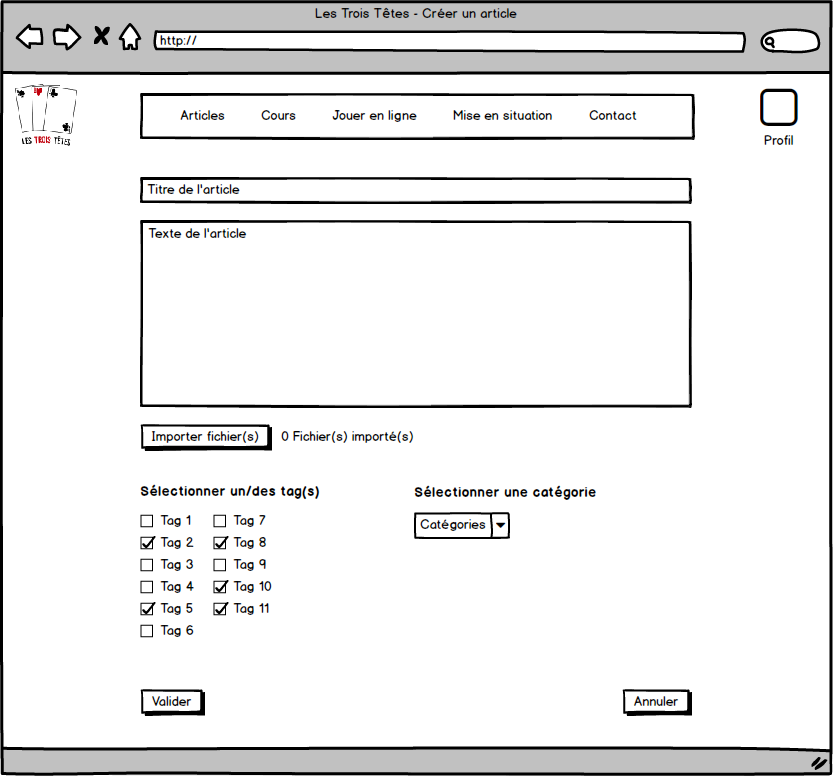 Les Trois Têtes - Créer un article
http://
LES TROIS TÊTES
Articles Cours Jouer en ligne Mise en situation Contact
Profil
Titre de l'article
Texte de l'article
Importer fichier(s) 0 Fichier(s) importé(s)
Sélectionner un/des tag(s) Sélectionner une catégorie
Tag 1 Tag 7
Catégories
Tag 2 Tag 8
Tag 3 Tag 9
Tag 4 Tag 10
Tag 5 Tag 11
Tag 6
Valider Annuler